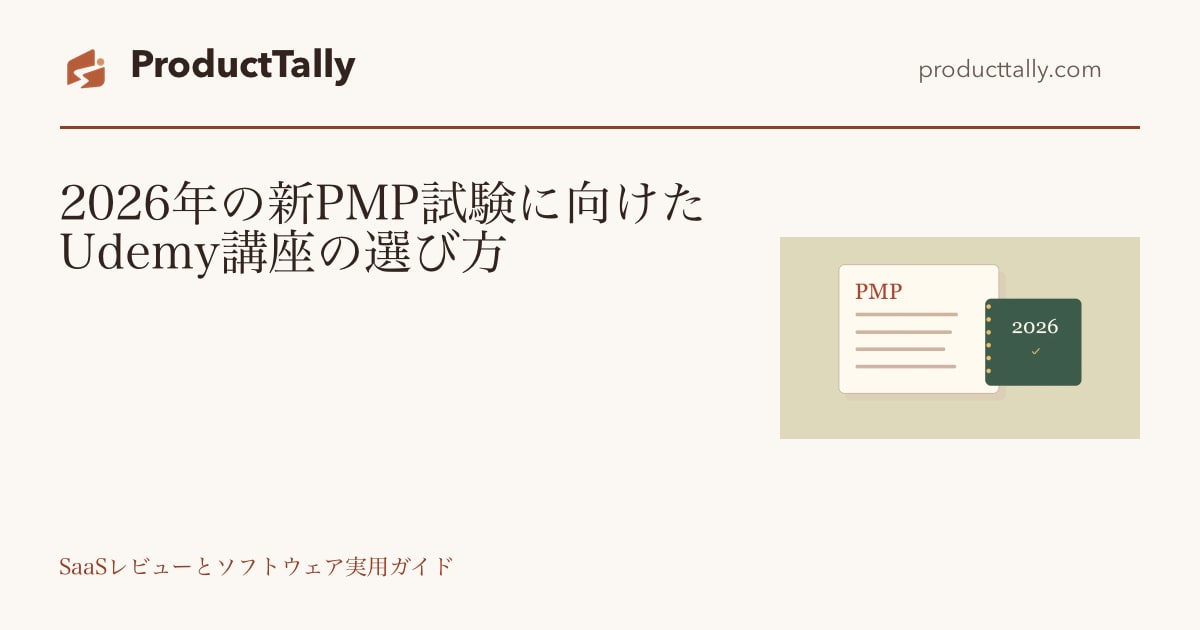 ProductTally
producttally.com
2026年の新PMP試験に向けた
Udemy講座の選び方
PMP
2026
SaaSレビューとソフトウェア実用ガイド